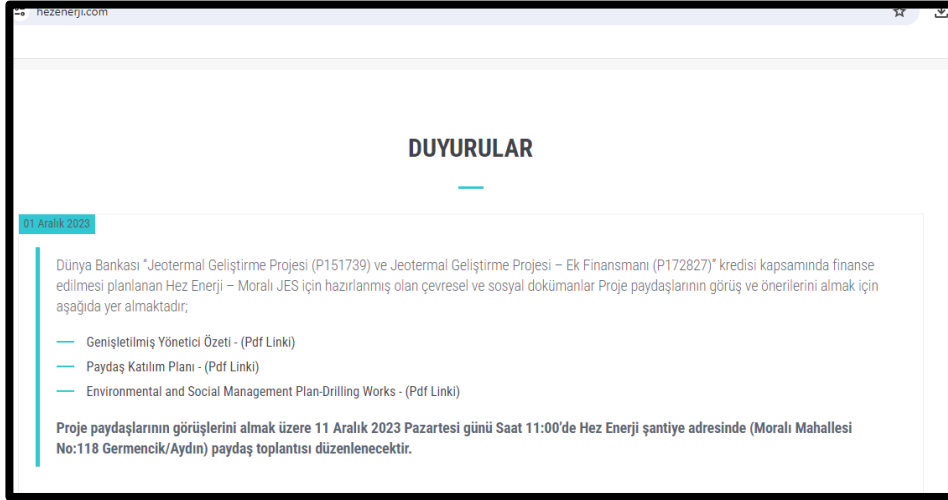 hezenerji.com
DUYURULAR
01 Aralık 2023
Dünya Bankası “Jeotermal Geliştirme Projesi (P151739) ve Jeotermal Geliştirme Projesi – Ek Finansmanı (P172827)” kredisi kapsamında finanse
edilmesi planlanan Hez Enerji – Moralı JES için hazırlanmış olan çevresel ve sosyal dokümanlar Proje paydaşlarının görüş ve önerilerini almak için
aşağıda yer almaktadır;
Genişletilmiş Yönetici Özeti - (Pdf Linki)
Paydaş Katılım Planı - (Pdf Linki)
Environmental and Social Management Plan-Drilling Works - (Pdf Linki)
Proje paydaşlarının görüşlerini almak üzere 11 Aralık 2023 Pazartesi günü Saat 11:00’de Hez Enerji şantiye adresinde (Moralı Mahallesi
No:118 Germencik/Aydın) paydaş toplantısı düzenlenecektir.